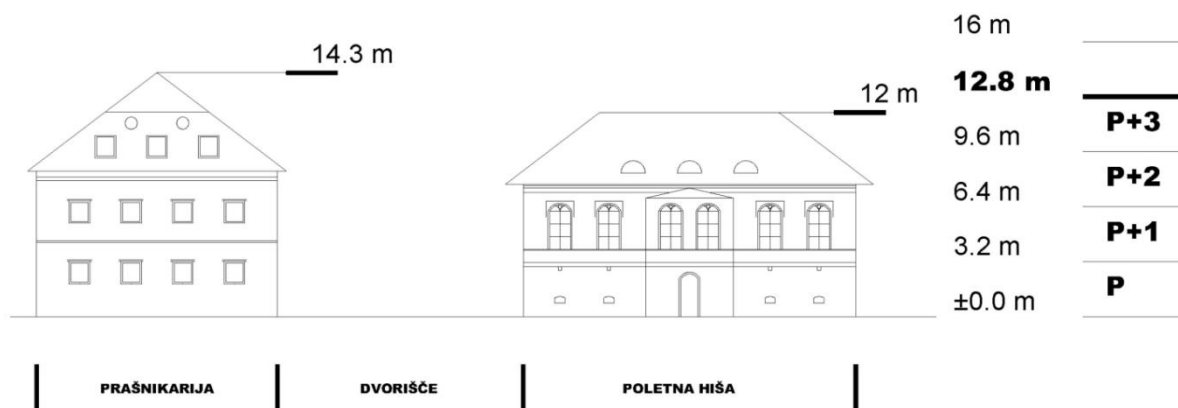 16 m
14.3 m
12.8 m
12 m
P+3
9.6 m
P+2
6.4 m
P+1
3.2 m
P
±0.0 m
PRAŠNIKARIJA
DVORIŠČE
POLETNA HIŠA